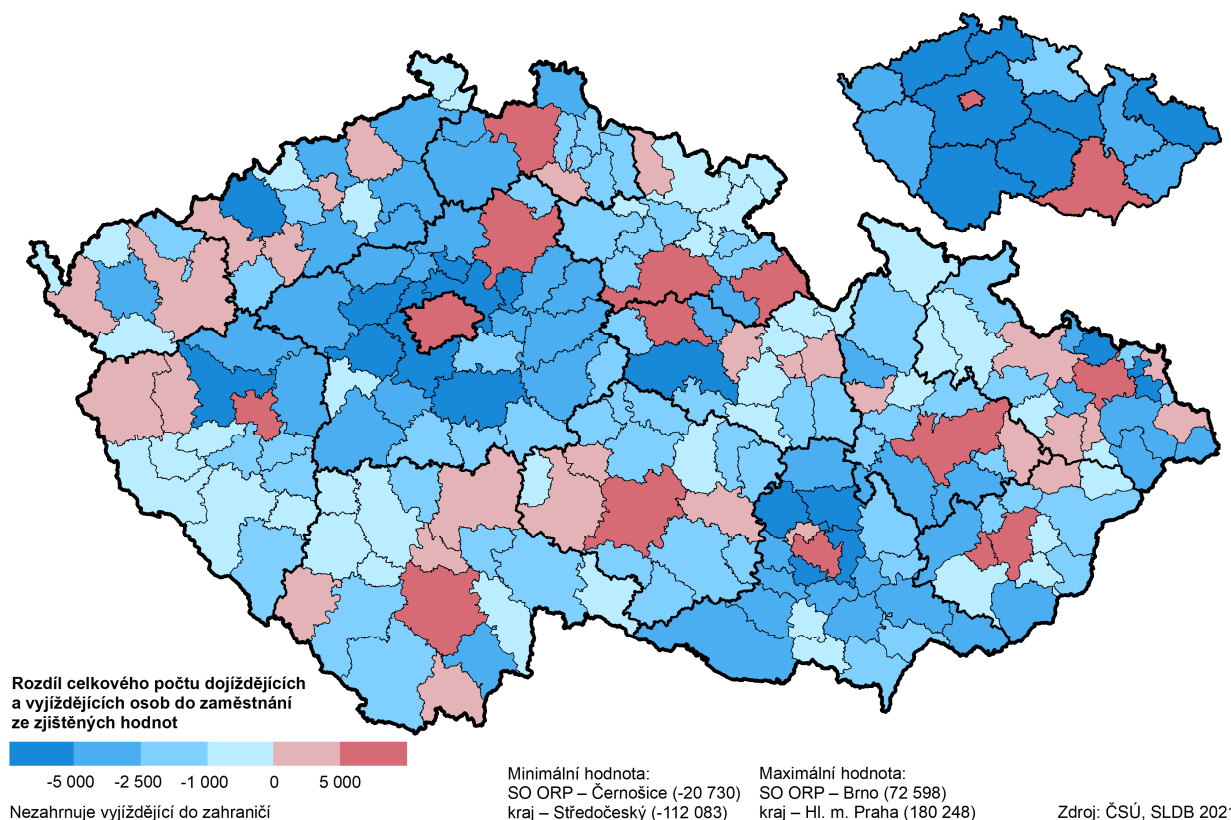 Rozdíl celkového počtu dojíždějících
a vyjíždějících osob do zaměstnání
ze zjištěných hodnot
-5 000 -2 500 -1 000 0 5 000
Nezahrnuje vyjíždějící do zahraničí
Minimální hodnota:
SO ORP – Černošice (-20 730)
kraj – Středočeský (-112 083)
Maximální hodnota:
SO ORP – Brno (72 598)
kraj – Hl. m. Praha (180 248)
Zdroj: ČSÚ, SLDB 2021